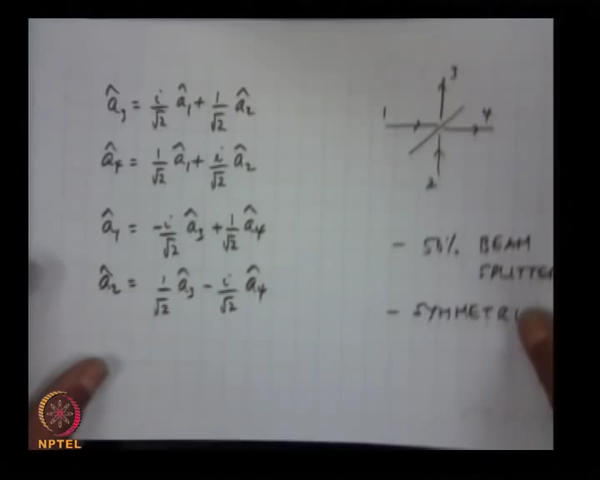 â₃ = i/√2 â₁ + 1/√2 â₂
â₄ = 1/√2 â₁ + i/√2 â₂
â₁ = -i/√2 â₃ + 1/√2 â₄
â₂ = 1/√2 â₃ - i/√2 â₄
3
1
4
2
- 50% BEAM
SPLITTE
- SYMMETRI
NPTEL